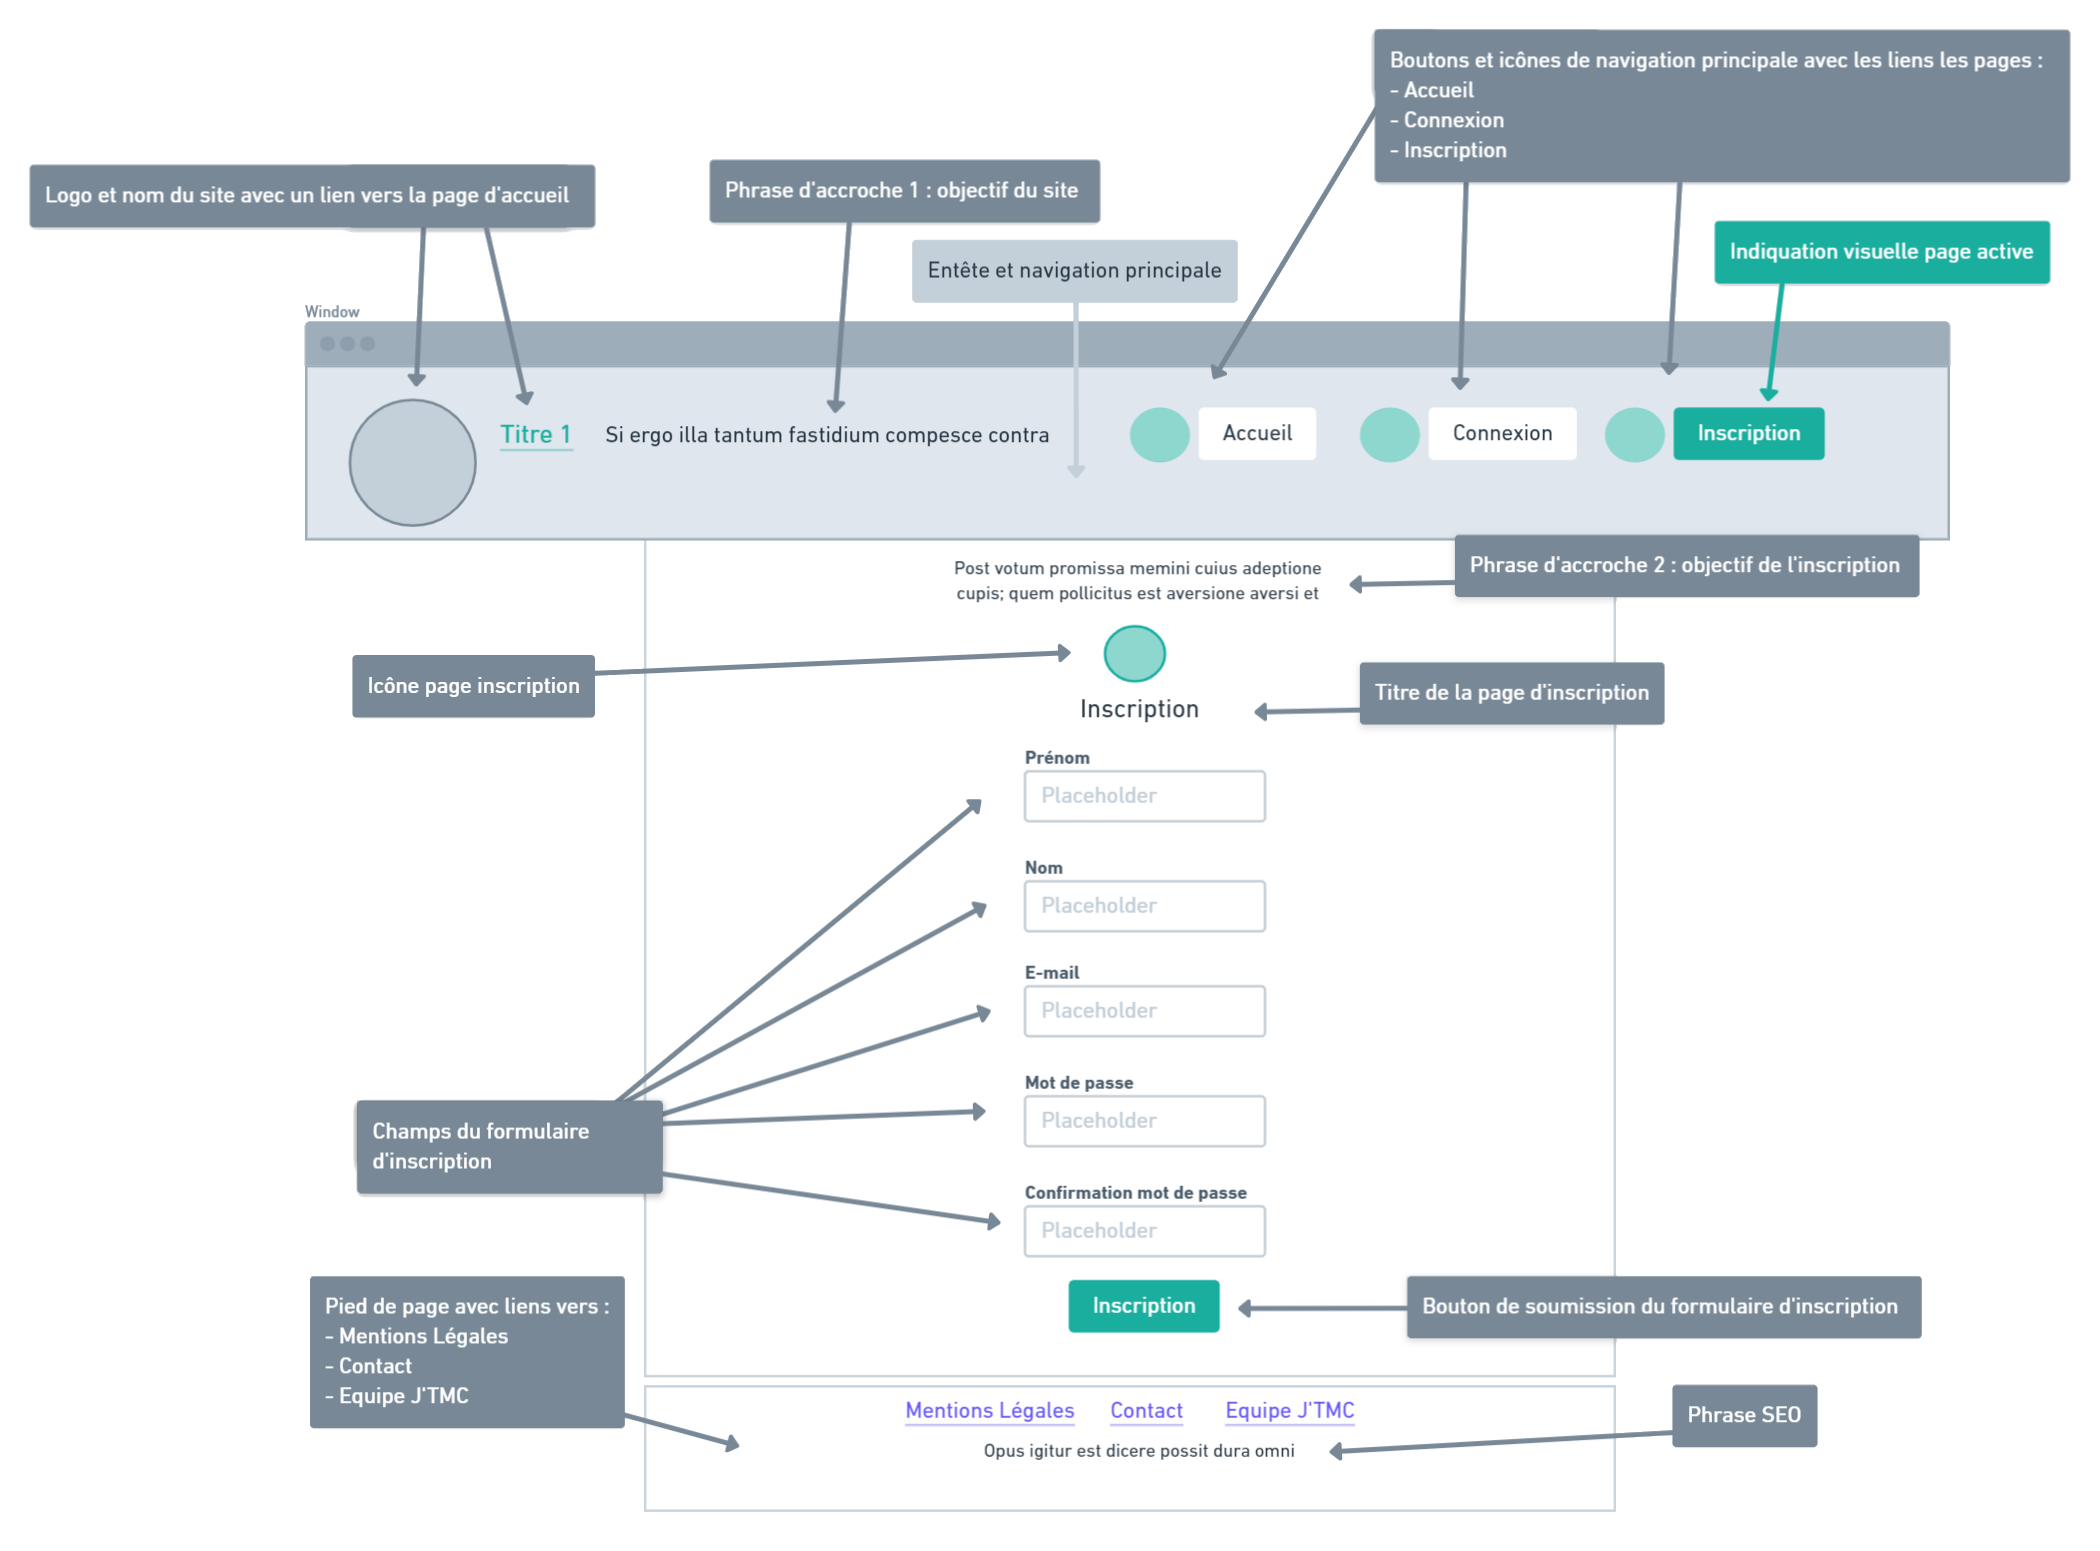 Boutons et icônes de navigation principale avec les liens les pages :
- Accueil
- Connexion
- Inscription
Logo et nom du site avec un lien vers la page d'accueil
Phrase d'accroche 1 : objectif du site
Indiquation visuelle page active
Entête et navigation principale
Window
Titre 1
Si ergo illa tantum fastidium compesce contra
Accueil
Connexion
Inscription
Post votum promissa memini cuius adeptione
cupis; quem pollicitus est aversione aversi et
Phrase d'accroche 2 : objectif de l'inscription
Icône page inscription
Titre de la page d'inscription
Inscription
Prénom
Placeholder
Nom
Placeholder
E-mail
Placeholder
Mot de passe
Placeholder
Champs du formulaire
d'inscription
Confirmation mot de passe
Placeholder
Inscription
Bouton de soumission du formulaire d'inscription
Pied de page avec liens vers :
- Mentions Légales
- Contact
- Equipe J'TMC
Mentions Légales
Contact
Equipe J'TMC
Phrase SEO
Opus igitur est dicere possit dura omni